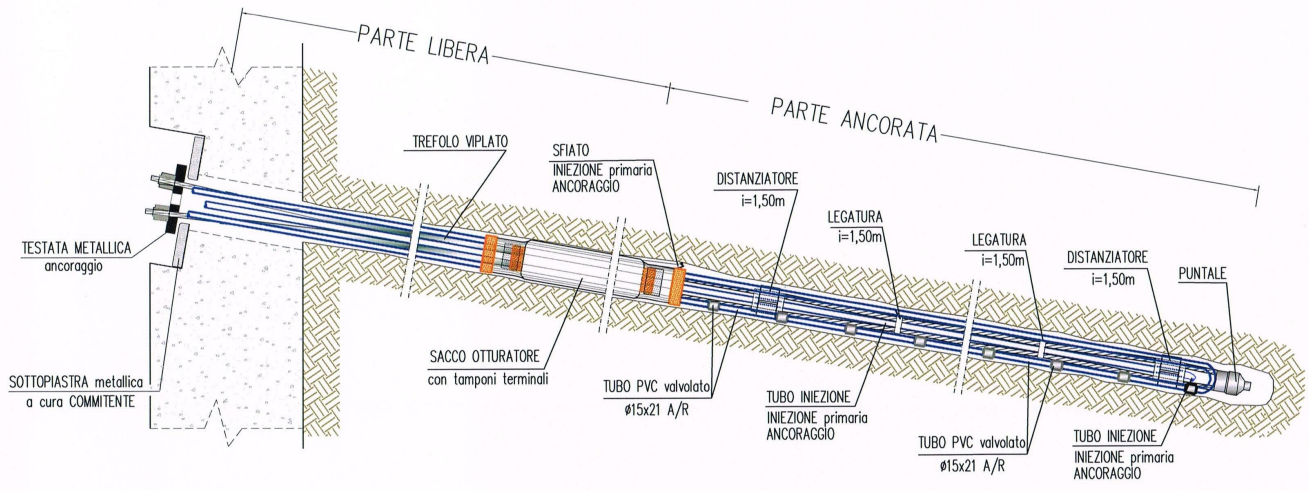 PARTE LIBERA
PARTE ANCORATA
TREFOLO VIPLATO
SFIATO
INIEZIONE primaria
ANCORAGGIO
DISTANZIATORE
i=1,50m
LEGATURA
i=1,50m
LEGATURA
i=1,50m
DISTANZIATORE
i=1,50m
PUNTALE
TESTATA METALLICA
ancoraggio
SOTTOPIASTRA metallica
a cura COMMITENTE
SACCO OTTURATORE
con tamponi terminali
TUBO PVC valvolato
ø15x21 A/R
TUBO INIEZIONE
INIEZIONE primaria
ANCORAGGIO
TUBO PVC valvolato
ø15x21 A/R
TUBO INIEZIONE
INIEZIONE primaria
ANCORAGGIO